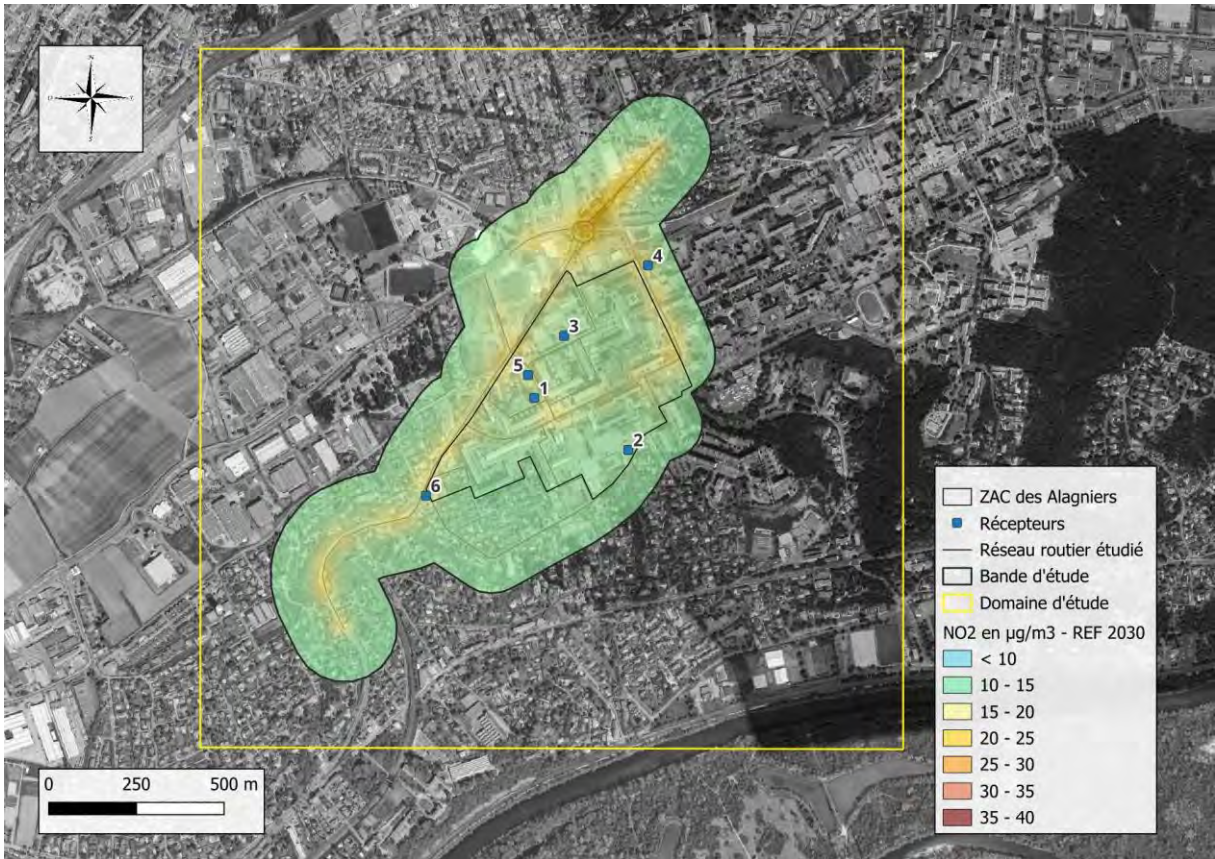 N
O
E
S
4
3
5
1
2
6
ZAC des Alagniers
Récepteurs
Réseau routier étudié
Bande d'étude
Domaine d'étude
NO2 en µg/m3 - REF 2030
< 10
10 - 15
15 - 20
20 - 25
25 - 30
30 - 35
35 - 40
0 250 500 m